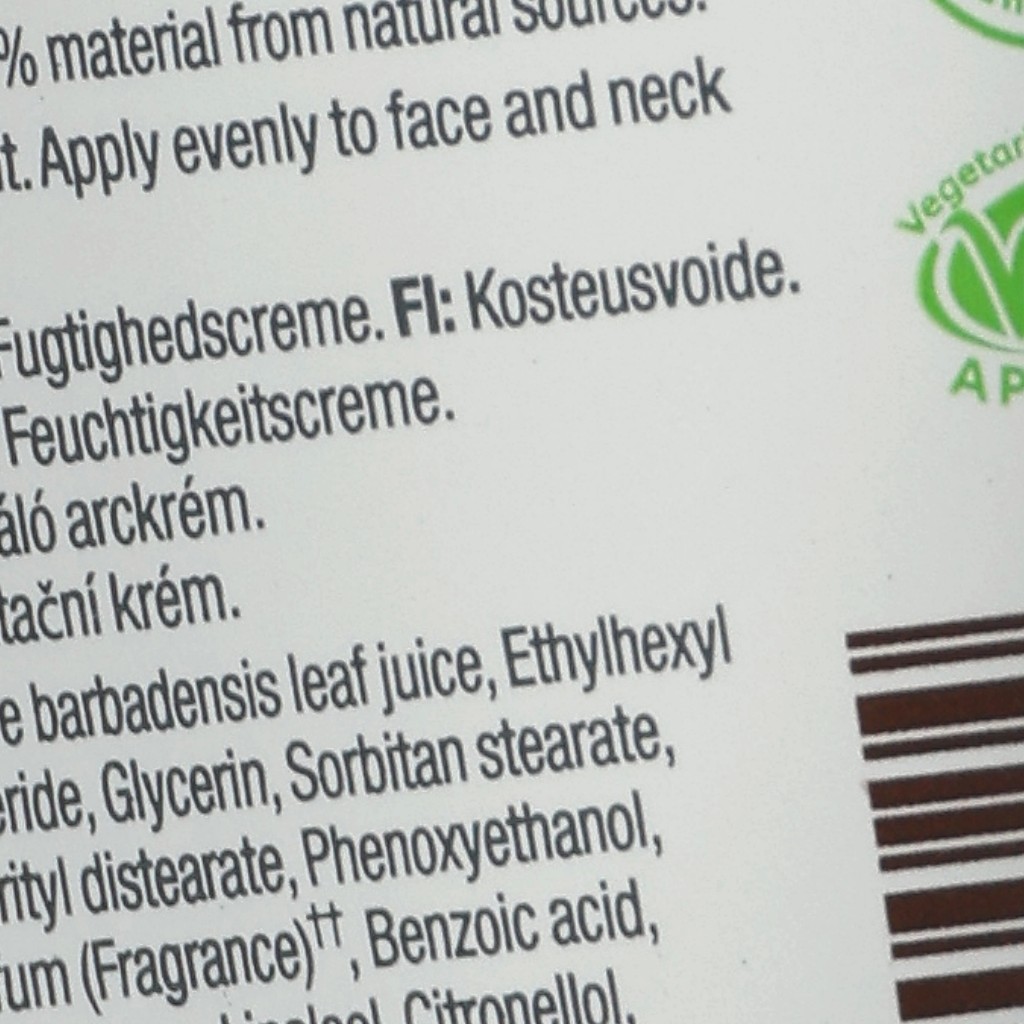 % material from natural sources.
t. Apply evenly to face and neck
Vegetar
AP
Fugtighedscreme. FI: Kosteusvoide.
Feuchtigkeitscreme.
áló arckrém.
tační krém.
e barbadensis leaf juice, Ethylhexyl
eride, Glycerin, Sorbitan stearate,
rityl distearate, Phenoxyethanol,
um (Fragrance)††, Benzoic acid,
Linalool, Citronellol,